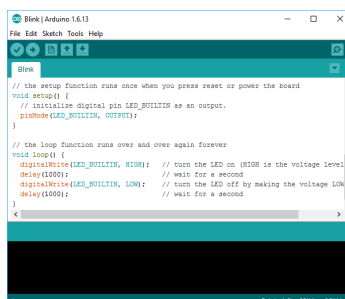 Blink | Arduino 1.6.13
File Edit Sketch Tools Help
Blink
// the setup function runs once when you press reset or power the board
void setup() {
  // initialize digital pin LED_BUILTIN as an output.
  pinMode(LED_BUILTIN, OUTPUT);
}
// the loop function runs over and over again forever
void loop() {
  digitalWrite(LED_BUILTIN, HIGH);   // turn the LED on (HIGH is the voltage level
  delay(1000);                       // wait for a second
  digitalWrite(LED_BUILTIN, LOW);    // turn the LED off by making the voltage LOW
  delay(1000);                       // wait for a second
}